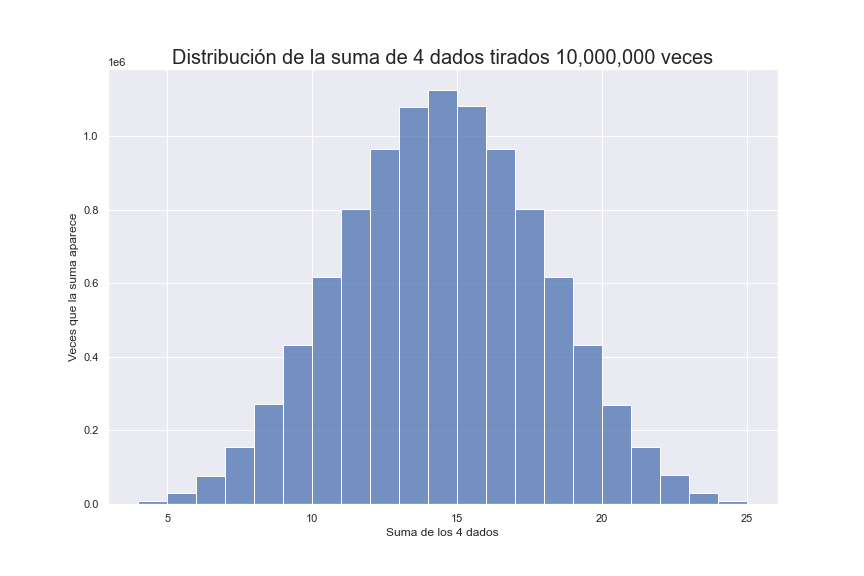 Distribución de la suma de 4 dados tirados 10,000,000 veces
1e6
1.0
0.8
0.6
0.4
0.2
0.0
Veces que la suma aparece
5
10
15
20
25
Suma de los 4 dados